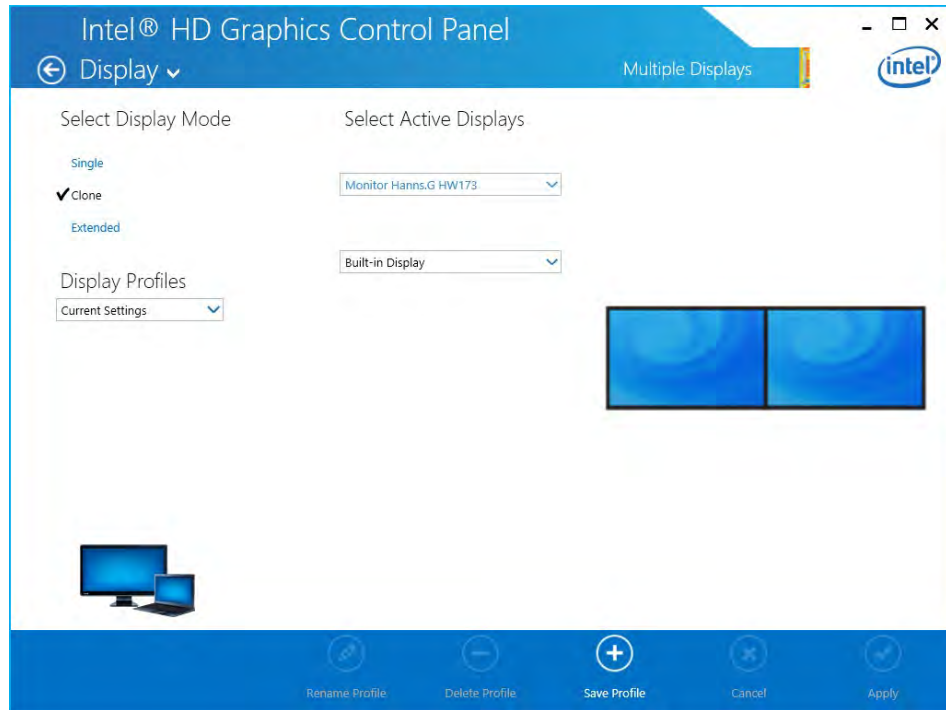 Intel® HD Graphics Control Panel
Display
Multiple Displays
intel
Select Display Mode
Single
Clone
Extended
Display Profiles
Current Settings
Select Active Displays
Monitor Hanns.G HW173
Built-in Display
Rename Profile
Delete Profile
Save Profile
Cancel
Apply